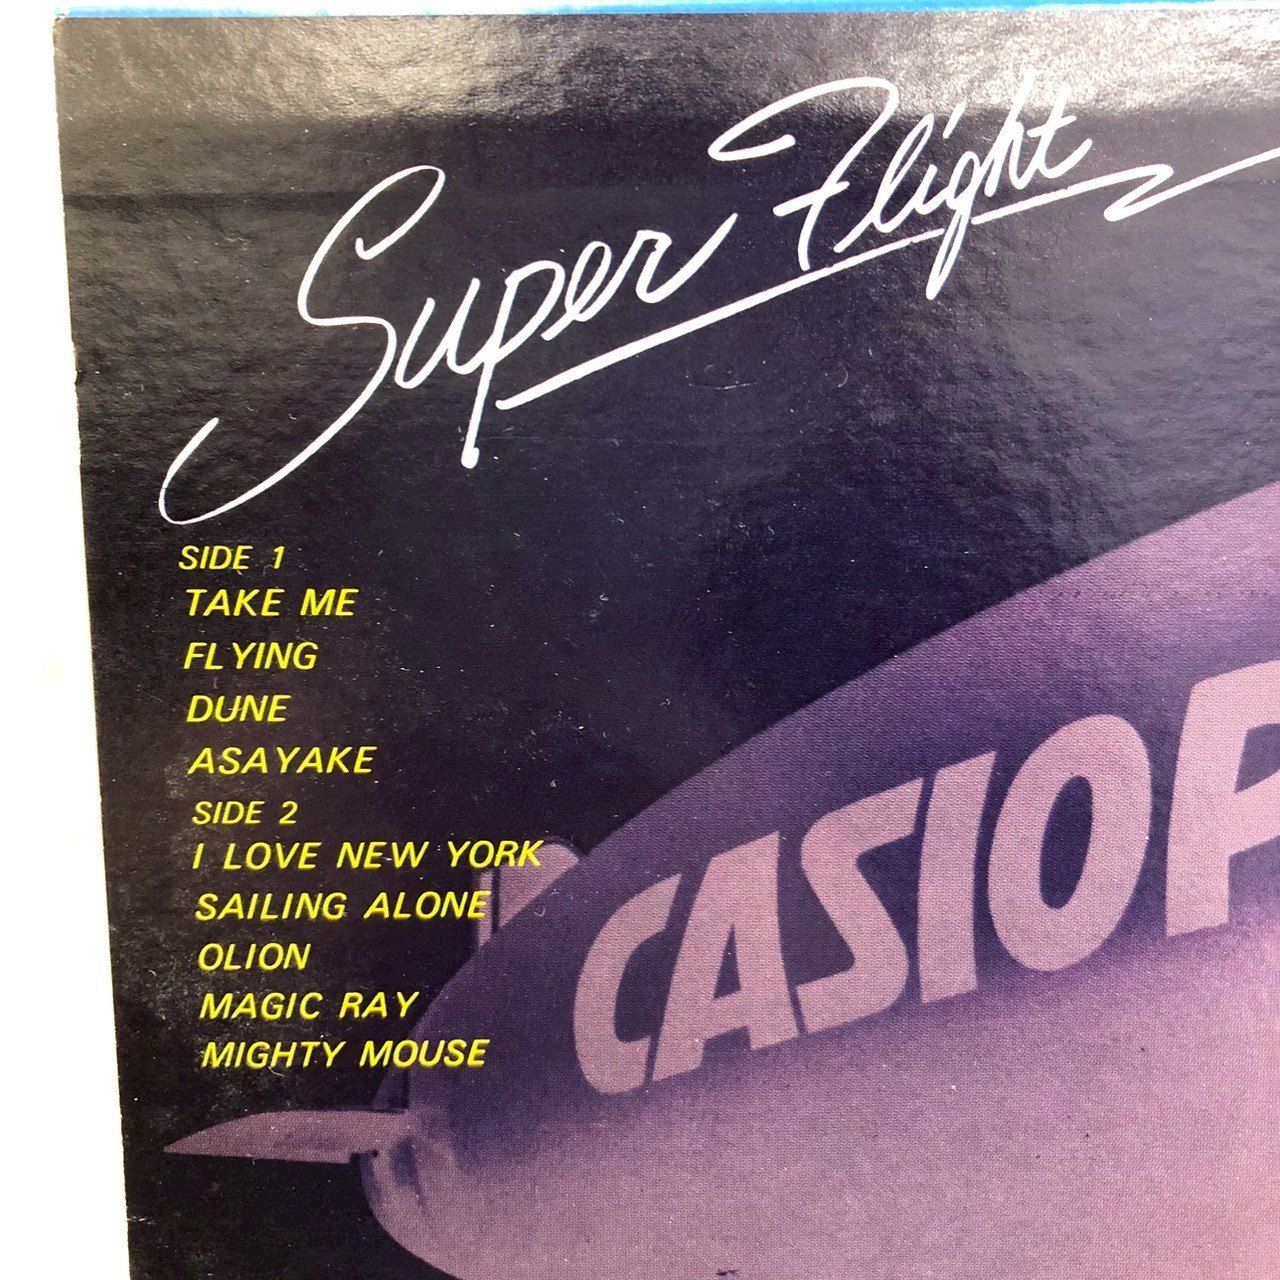 Super Flight
SIDE 1
TAKE ME
FLYING
DUNE
ASAYAKE
SIDE 2
I LOVE NEW YORK
SAILING ALONE
OLION
MAGIC RAY
MIGHTY MOUSE
CASIOP